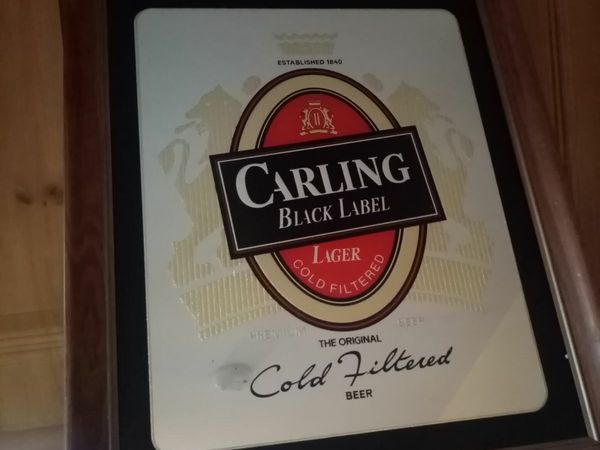 ESTABLISHED 1840
CARLING
BLACK LABEL
LAGER
COLD FILTERED
PREMIUM BEER
THE ORIGINAL
Cold Filtered
BEER